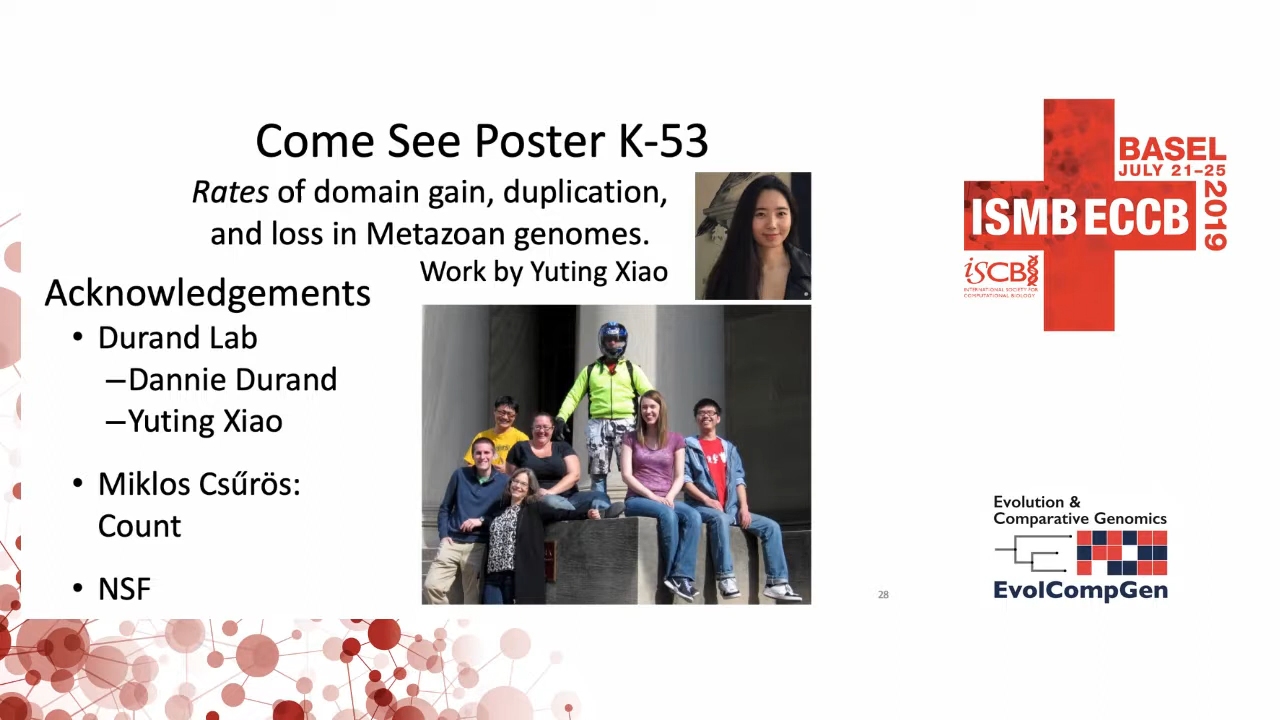 Come See Poster K-53
Rates of domain gain, duplication,
and loss in Metazoan genomes.
Work by Yuting Xiao
Acknowledgements
• Durand Lab
–Dannie Durand
–Yuting Xiao
• Miklos Csűrös:
Count
• NSF
28
BASEL
JULY 21–25
2019
ISMB ECCB
ISCB
INTERNATIONAL SOCIETY FOR
COMPUTATIONAL BIOLOGY
Evolution &
Comparative Genomics
EvolCompGen